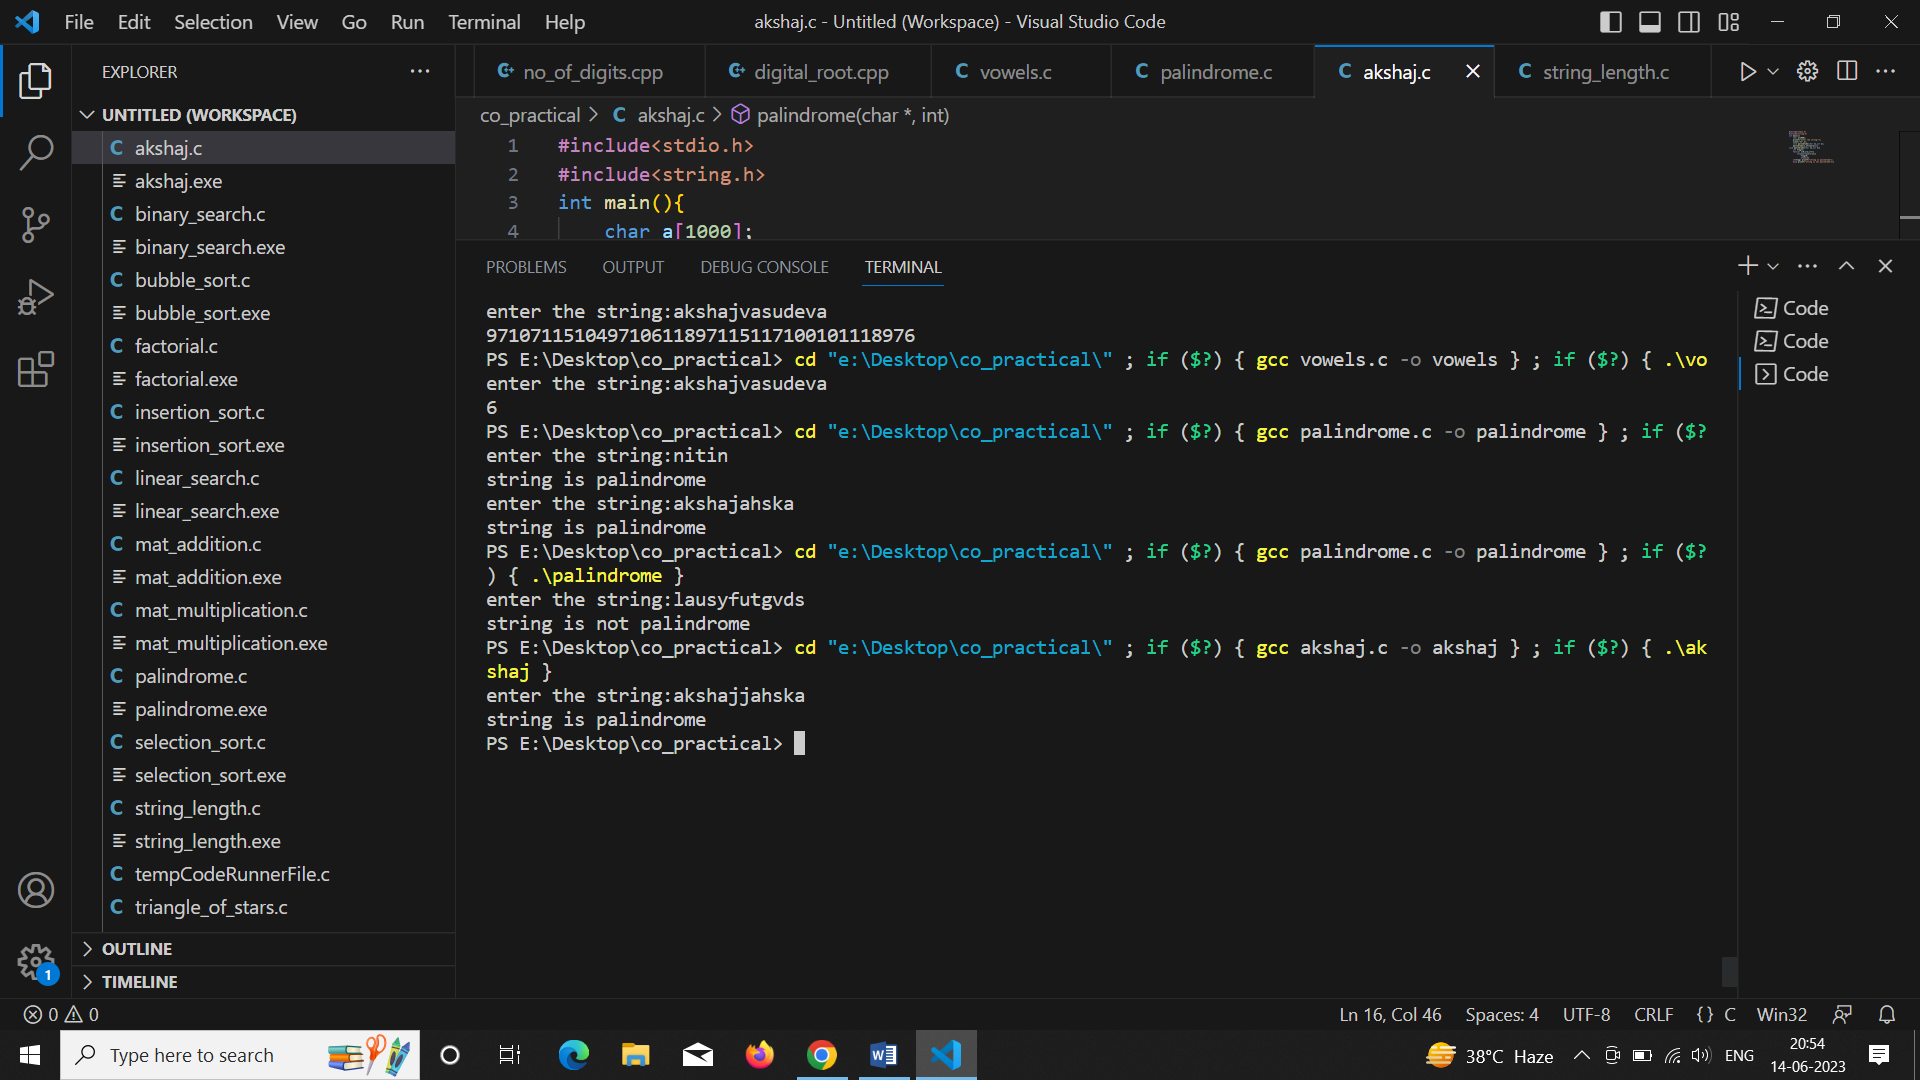 File Edit Selection View Go Run Terminal Help
akshaj.c - Untitled (Workspace) - Visual Studio Code
EXPLORER
UNTITLED (WORKSPACE)
akshaj.c
akshaj.exe
binary_search.c
binary_search.exe
bubble_sort.c
bubble_sort.exe
factorial.c
factorial.exe
insertion_sort.c
insertion_sort.exe
linear_search.c
linear_search.exe
mat_addition.c
mat_addition.exe
mat_multiplication.c
mat_multiplication.exe
palindrome.c
palindrome.exe
selection_sort.c
selection_sort.exe
string_length.c
string_length.exe
tempCodeRunnerFile.c
triangle_of_stars.c
OUTLINE
TIMELINE
no_of_digits.cpp digital_root.cpp vowels.c palindrome.c akshaj.c string_length.c
co_practical > C akshaj.c > palindrome(char *, int)
1 #include<stdio.h>
2 #include<string.h>
3 int main(){
4 char a[1000];
PROBLEMS OUTPUT DEBUG CONSOLE TERMINAL
enter the string:akshajvasudeva
971071151049710611897115117100101118976
PS E:\Desktop\co_practical> cd "e:\Desktop\co_practical\" ; if ($?) { gcc vowels.c -o vowels } ; if ($?) { .\vo
enter the string:akshajvasudeva
6
PS E:\Desktop\co_practical> cd "e:\Desktop\co_practical\" ; if ($?) { gcc palindrome.c -o palindrome } ; if ($?
enter the string:nitin
string is palindrome
enter the string:akshajahska
string is palindrome
PS E:\Desktop\co_practical> cd "e:\Desktop\co_practical\" ; if ($?) { gcc palindrome.c -o palindrome } ; if ($?
) { .\palindrome }
enter the string:lausyfutgvds
string is not palindrome
PS E:\Desktop\co_practical> cd "e:\Desktop\co_practical\" ; if ($?) { gcc akshaj.c -o akshaj } ; if ($?) { .\ak
shaj }
enter the string:akshajjahska
string is palindrome
PS E:\Desktop\co_practical>
Code
Code
Code
1
0 0
Ln 16, Col 46 Spaces: 4 UTF-8 CRLF {} C Win32
Type here to search
38°C Haze
ENG
20:54
14-06-2023